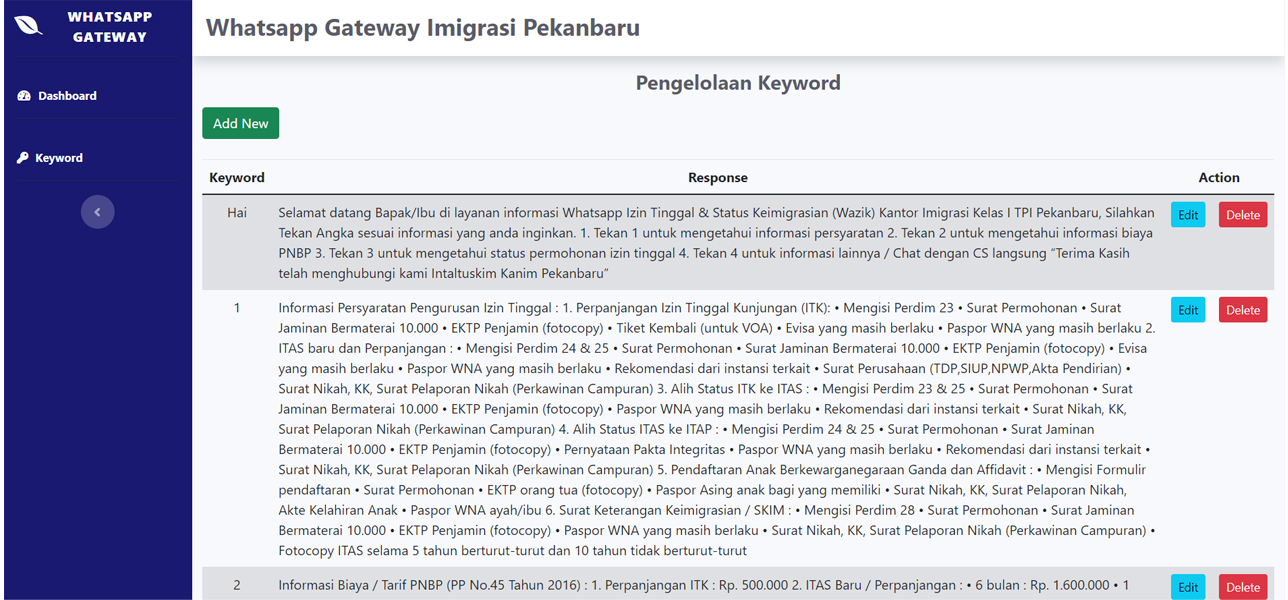 WHATSAPP
GATEWAY
Dashboard
Keyword
Whatsapp Gateway Imigrasi Pekanbaru
Pengelolaan Keyword
Add New
Keyword Response Action
Hai Selamat datang Bapak/Ibu di layanan informasi Whatsapp Izin Tinggal & Status Keimigrasian (Wazik) Kantor Imigrasi Kelas I TPI Pekanbaru, Silahkan Edit Delete
Tekan Angka sesuai informasi yang anda inginkan. 1. Tekan 1 untuk mengetahui informasi persyaratan 2. Tekan 2 untuk mengetahui informasi biaya
PNBP 3. Tekan 3 untuk mengetahui status permohonan izin tinggal 4. Tekan 4 untuk informasi lainnya / Chat dengan CS langsung “Terima Kasih
telah menghubungi kami Intaltuskim Kanim Pekanbaru”
1 Informasi Persyaratan Pengurusan Izin Tinggal : 1. Perpanjangan Izin Tinggal Kunjungan (ITK): • Mengisi Perdim 23 • Surat Permohonan • Surat Edit Delete
Jaminan Bermaterai 10.000 • EKTP Penjamin (fotocopy) • Tiket Kembali (untuk VOA) • Evisa yang masih berlaku • Paspor WNA yang masih berlaku 2.
ITAS baru dan Perpanjangan : • Mengisi Perdim 24 & 25 • Surat Permohonan • Surat Jaminan Bermaterai 10.000 • EKTP Penjamin (fotocopy) • Evisa
yang masih berlaku • Paspor WNA yang masih berlaku • Rekomendasi dari instansi terkait • Surat Perusahaan (TDP,SIUP,NPWP,Akta Pendirian) •
Surat Nikah, KK, Surat Pelaporan Nikah (Perkawinan Campuran) 3. Alih Status ITK ke ITAS : • Mengisi Perdim 23 & 25 • Surat Permohonan • Surat
Jaminan Bermaterai 10.000 • EKTP Penjamin (fotocopy) • Paspor WNA yang masih berlaku • Rekomendasi dari instansi terkait • Surat Nikah, KK,
Surat Pelaporan Nikah (Perkawinan Campuran) 4. Alih Status ITAS ke ITAP : • Mengisi Perdim 24 & 25 • Surat Permohonan • Surat Jaminan
Bermaterai 10.000 • EKTP Penjamin (fotocopy) • Pernyataan Pakta Integritas • Paspor WNA yang masih berlaku • Rekomendasi dari instansi terkait •
Surat Nikah, KK, Surat Pelaporan Nikah (Perkawinan Campuran) 5. Pendaftaran Anak Berkewarganegaraan Ganda dan Affidavit : • Mengisi Formulir
pendaftaran • Surat Permohonan • EKTP orang tua (fotocopy) • Paspor Asing anak bagi yang memiliki • Surat Nikah, KK, Surat Pelaporan Nikah,
Akte Kelahiran Anak • Paspor WNA ayah/ibu 6. Surat Keterangan Keimigrasian / SKIM : • Mengisi Perdim 28 • Surat Permohonan • Surat Jaminan
Bermaterai 10.000 • EKTP Penjamin (fotocopy) • Paspor WNA yang masih berlaku • Surat Nikah, KK, Surat Pelaporan Nikah (Perkawinan Campuran) •
Fotocopy ITAS selama 5 tahun berturut-turut dan 10 tahun tidak berturut-turut
2 Informasi Biaya / Tarif PNBP (PP No.45 Tahun 2016) : 1. Perpanjangan ITK : Rp. 500.000 2. ITAS Baru / Perpanjangan : • 6 bulan : Rp. 1.600.000 • 1 Edit Delete